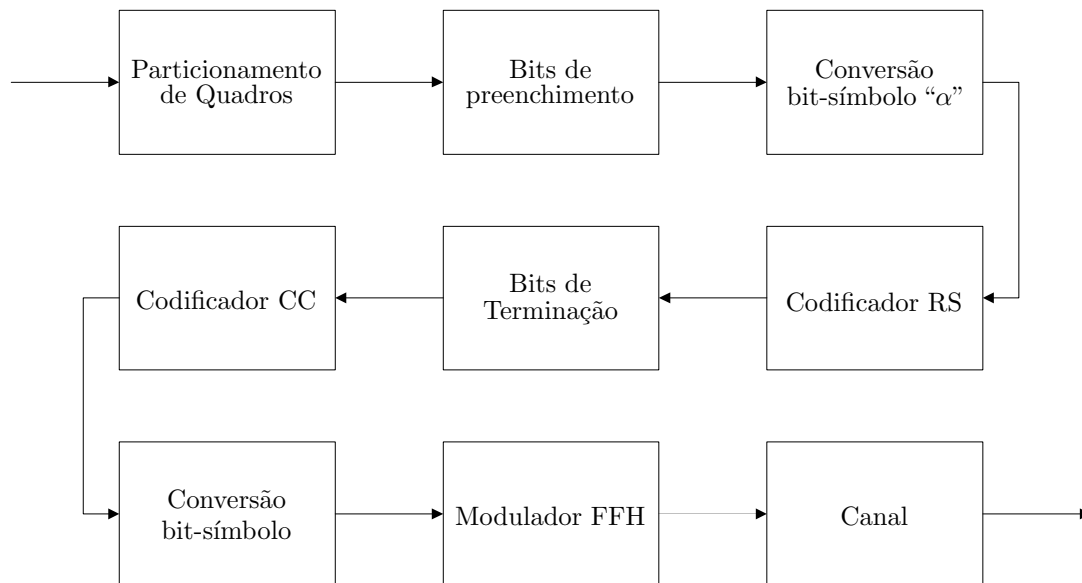 Particionamento
de Quadros
Bits de
preenchimento
Conversão
bit-símbolo “α”
Codificador CC
Bits de
Terminação
Codificador RS
Conversão
bit-símbolo
Modulador FFH
Canal